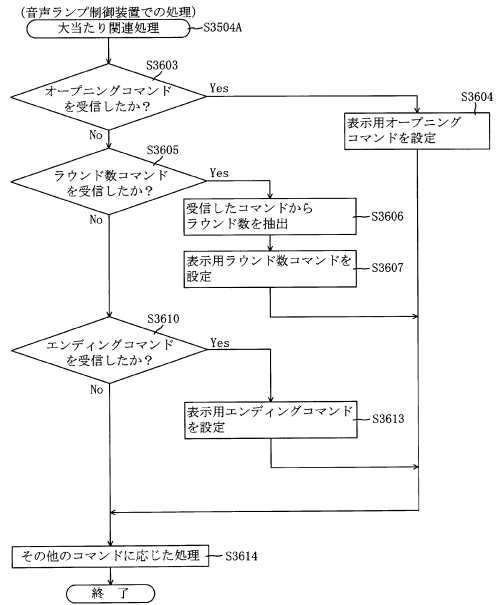 (音声ランプ制御装置での処理)
大当たり関連処理
S3504A
S3603
オープニングコマンド
を受信したか?
Yes
No
S3604
表示用オープニング
コマンドを設定
S3605
ラウンド数コマンド
を受信したか?
Yes
No
受信したコマンドから
ラウンド数を抽出
S3606
表示用ラウンド数コマンドを
設定
S3607
S3610
エンディングコマンド
を受信したか?
Yes
No
表示用エンディングコマンド
を設定
S3613
その他のコマンドに応じた処理
S3614
終 了